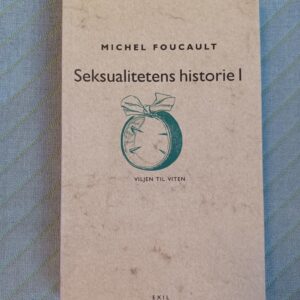 MICHEL FOUCAULT
Seksualitetens historie I
VILJEN TIL VITEN
EXIL